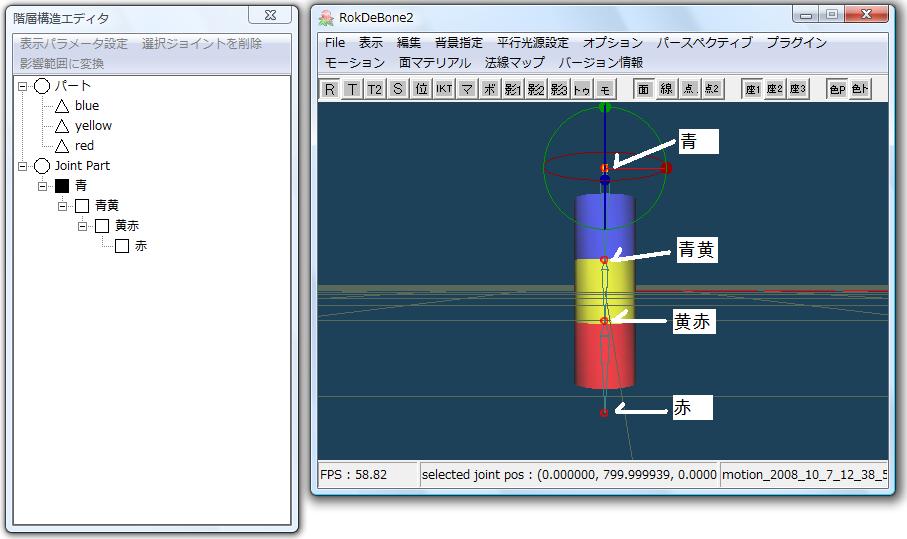 階層構造エディタ
表示パラメータ設定 選択ジョイントを削除
影響範囲に変換
パート
blue
yellow
red
Joint Part
青
青黄
黄赤
赤
RokDeBone2
File 表示 編集 背景指定 平行光源設定 オプション パースペクティブ プラグイン
モーション 面マテリアル 法線マップ バージョン情報
R T T2 S 位 IKT マ ボ 影1 影2 影3 トゥ モ 面 線 点 点2 座1 座2 座3 色P 色ト
青
青黄
黄赤
赤
FPS : 58.82 selected joint pos : (0.000000, 799.999939, 0.0000 motion_2008_10_7_12_38_5